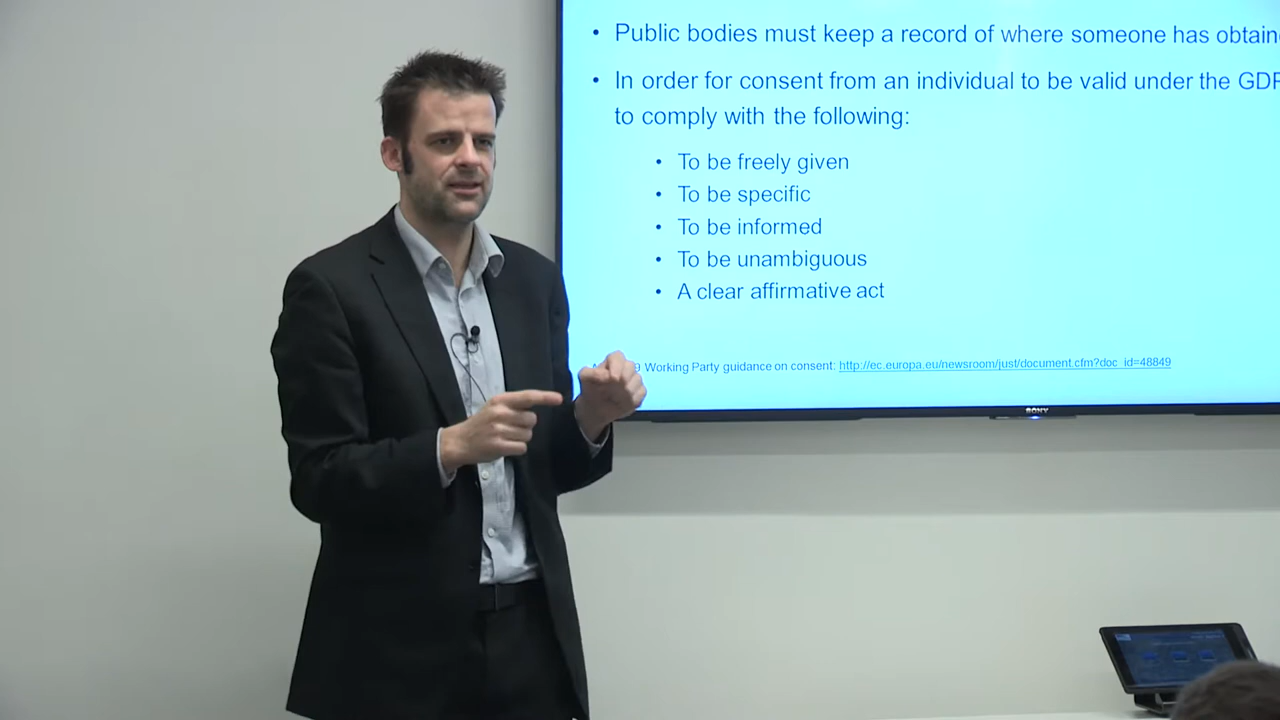 • Public bodies must keep a record of where someone has
• In order for consent from an individual to be valid under the
to comply with the following:
• To be freely given
• To be specific
• To be informed
• To be unambiguous
• A clear affirmative act
Working Party guidance on consent: http://ec.europa.eu/newsroom/just/document.cfm?doc_id=48849
SONY